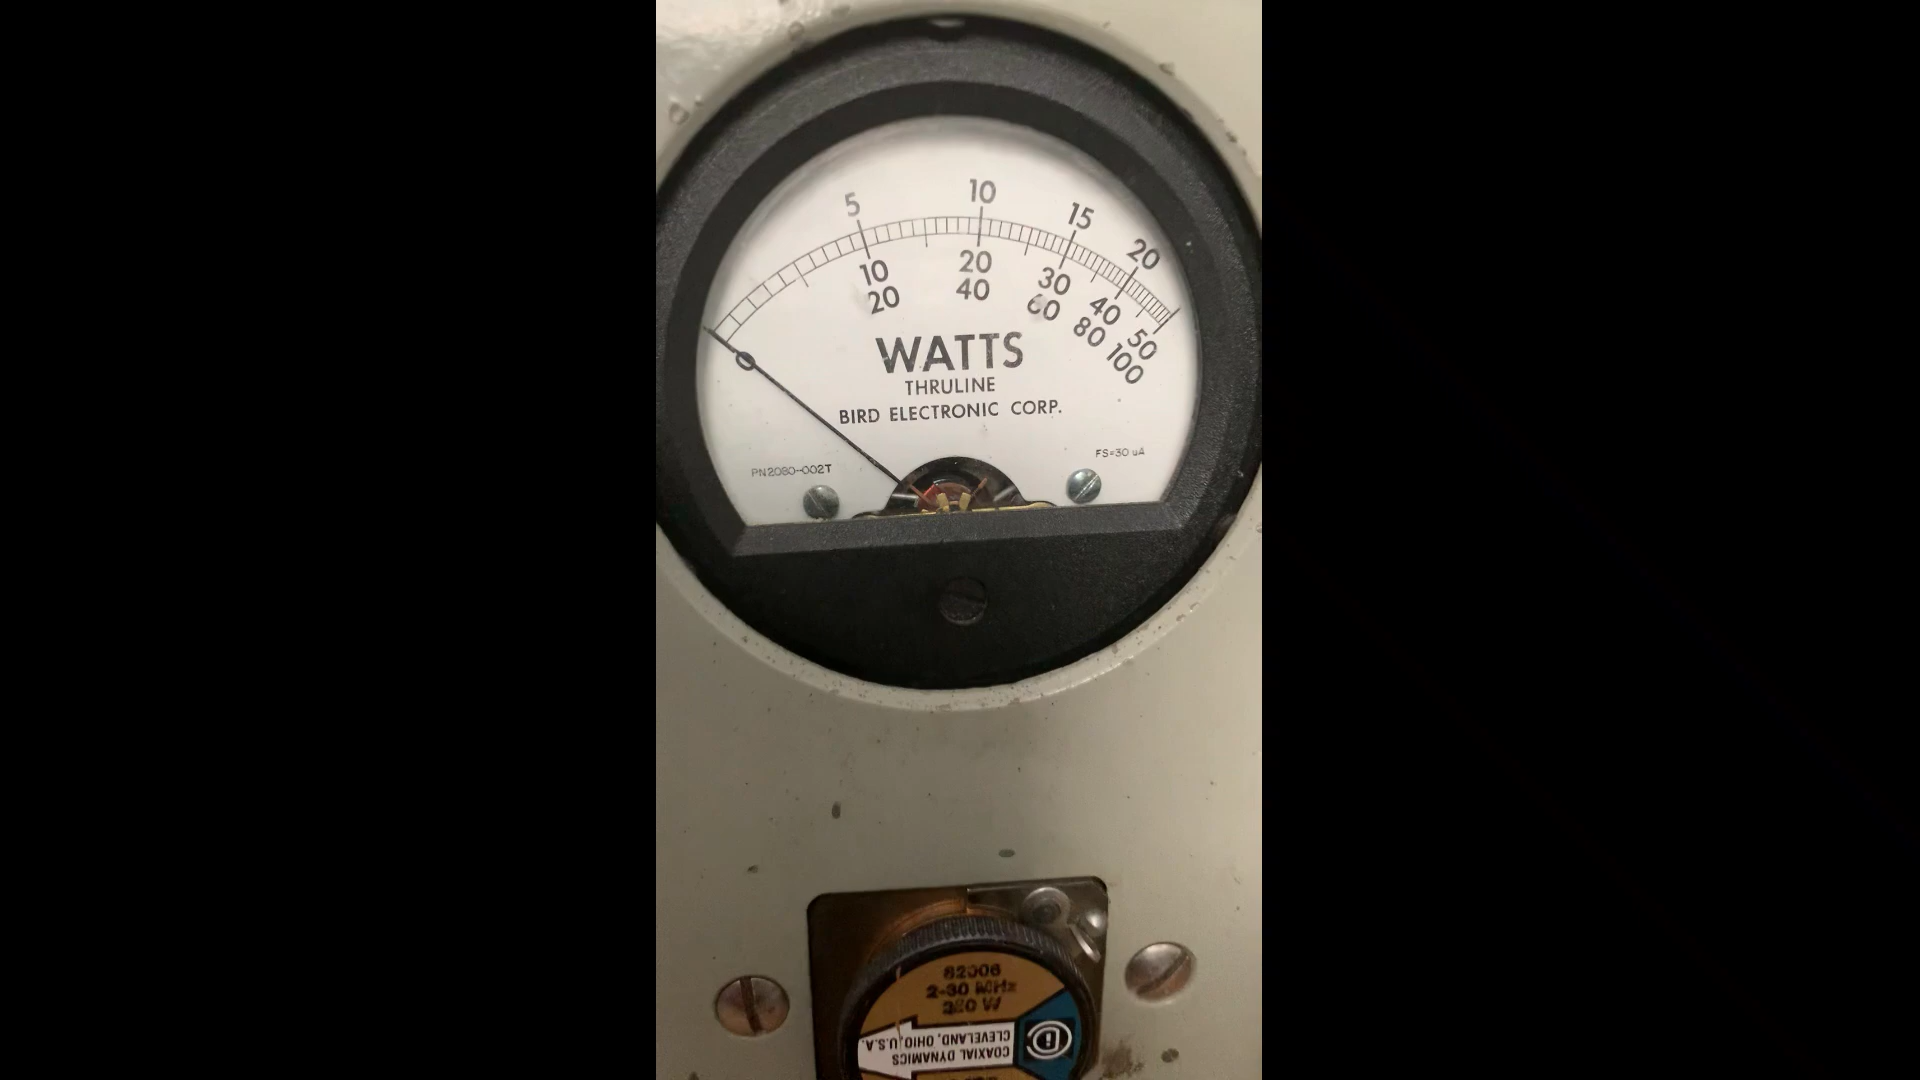 5 10 15 20
10 20 30 40 50
20 40 60 80 100
0
WATTS
THRULINE
BIRD ELECTRONIC CORP.
PN2080-002T
FS=30 uA
82006
2-30 MHz
W
COAXIAL DYNAMICS
CLEVELAND, OHIO, U.S.A.